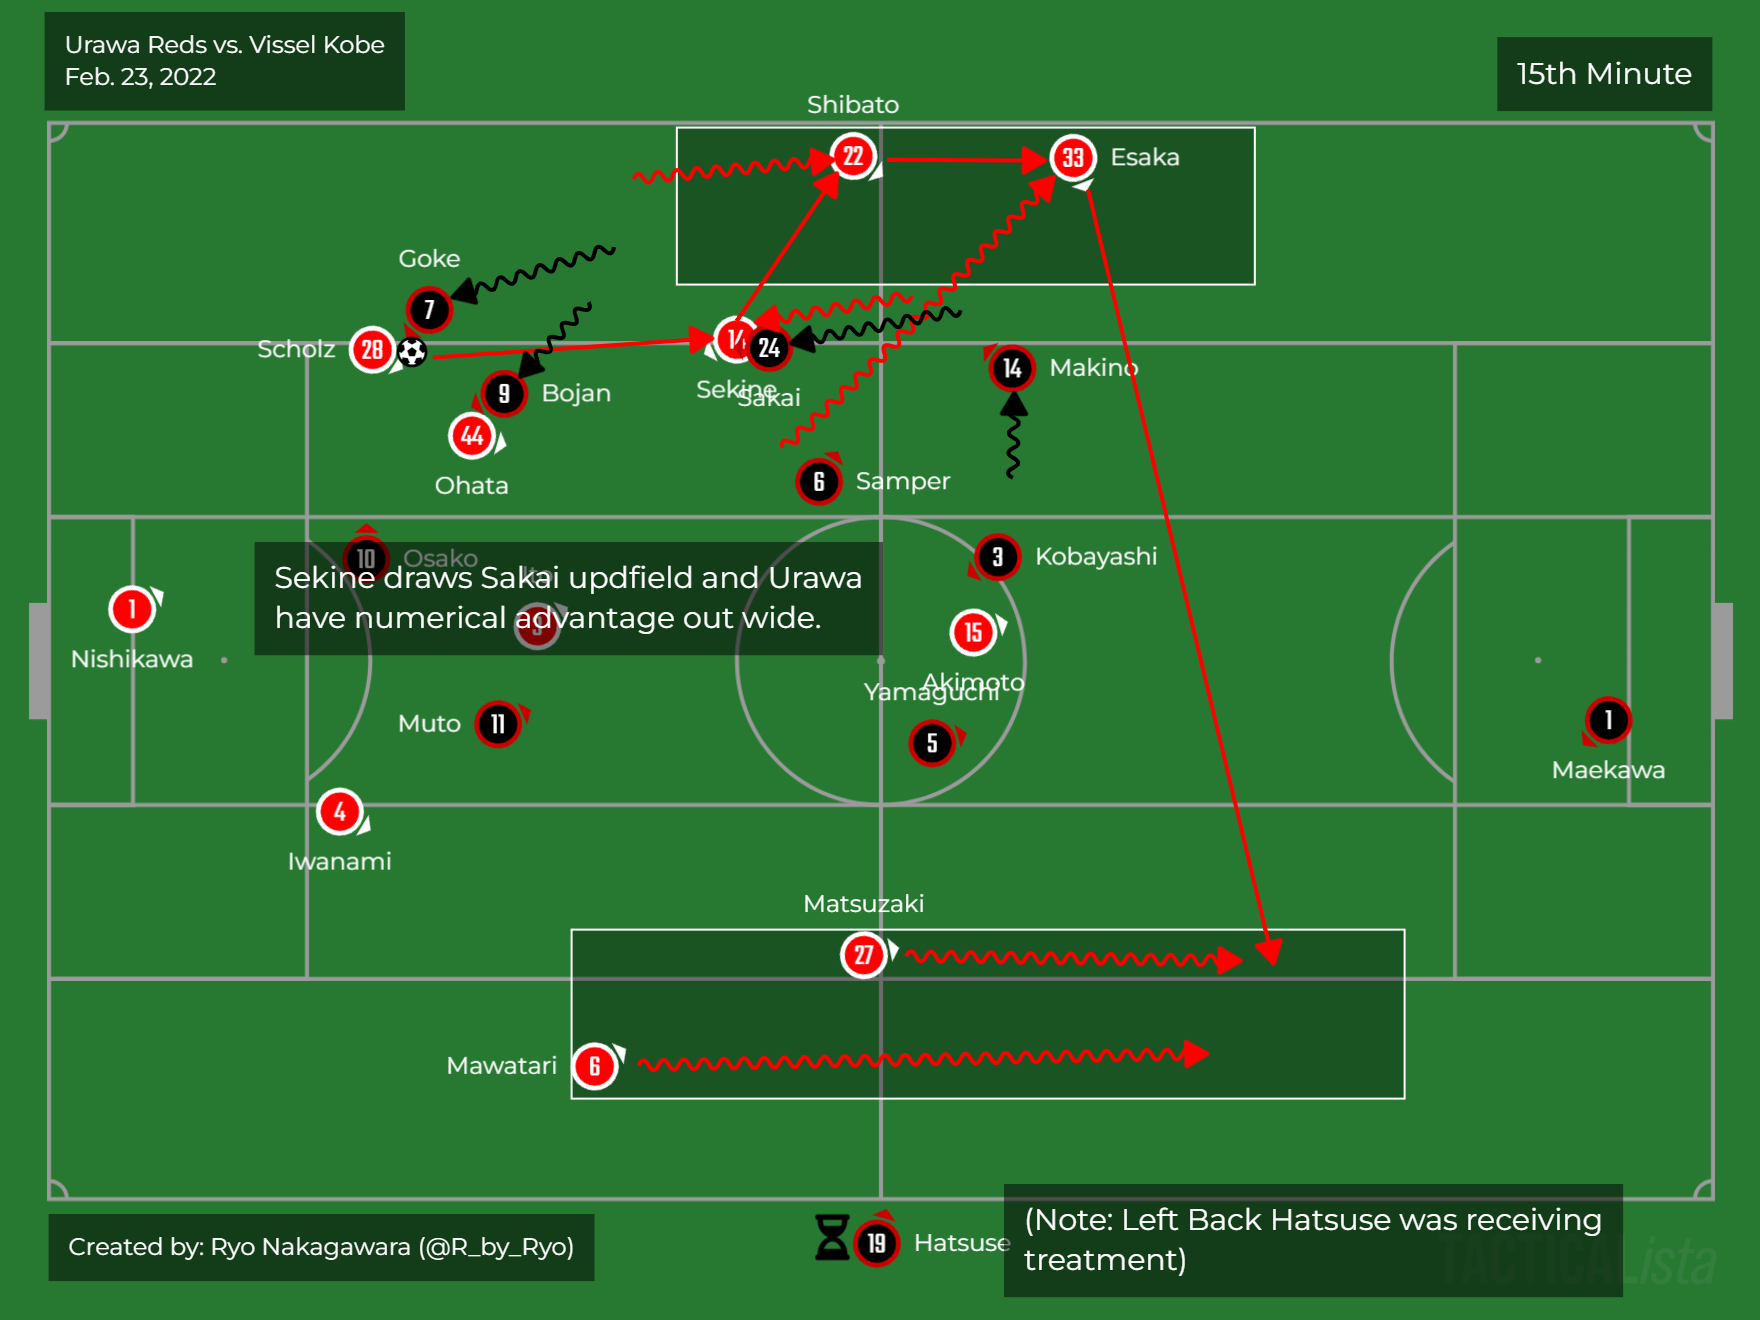 Urawa Reds vs. Vissel Kobe
Feb. 23, 2022
15th Minute
Shibato
22
33
Esaka
Goke
7
Scholz
28
14
24
Sekine
Sakai
14
Makino
9
Bojan
44
Ohata
6
Samper
10
Osako
Ito
3
Kobayashi
Sekine draws Sakai updfield and Urawa
have numerical advantage out wide.
1
Nishikawa
15
Akimoto
Yamaguchi
5
Muto
11
1
Maekawa
4
Iwanami
Matsuzaki
27
Mawatari
6
Created by: Ryo Nakagawara (@R_by_Ryo)
19
Hatsuse
(Note: Left Back Hatsuse was receiving
treatment)
TACTICALista